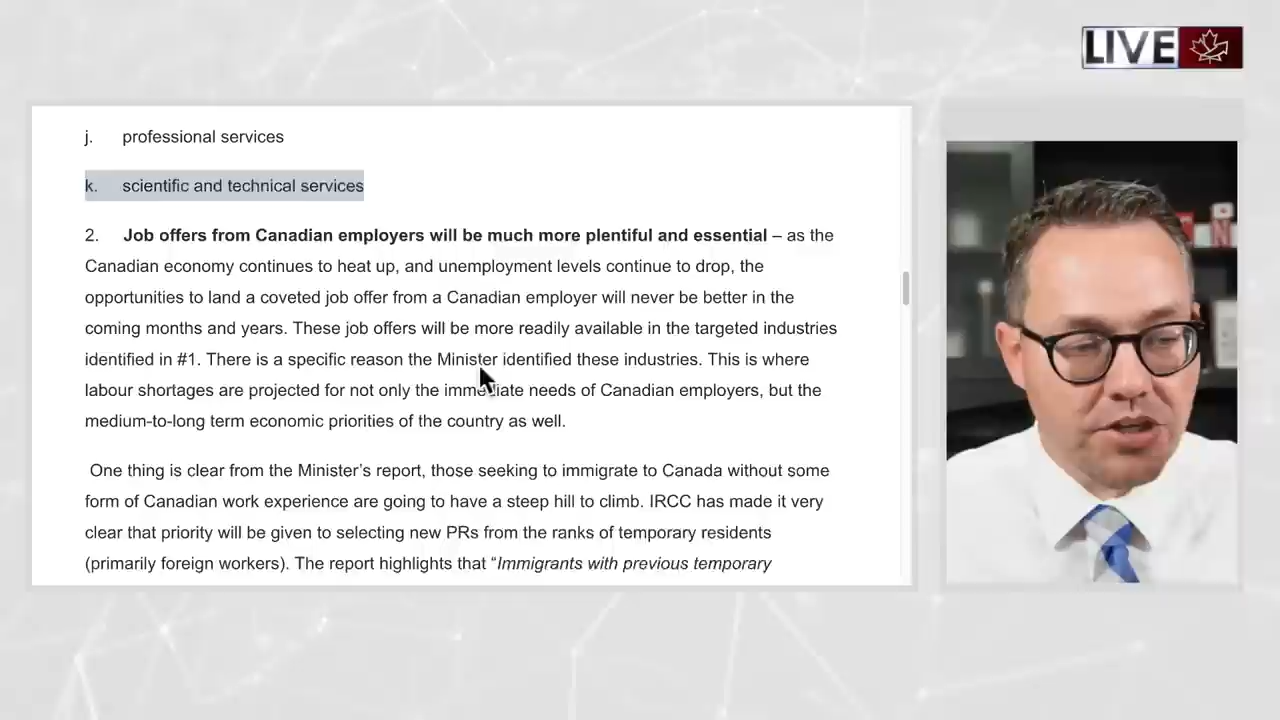 LIVE
j. professional services
k. scientific and technical services
2. Job offers from Canadian employers will be much more plentiful and essential – as the
Canadian economy continues to heat up, and unemployment levels continue to drop, the
opportunities to land a coveted job offer from a Canadian employer will never be better in the
coming months and years. These job offers will be more readily available in the targeted industries
identified in #1. There is a specific reason the Minister identified these industries. This is where
labour shortages are projected for not only the immediate needs of Canadian employers, but the
medium-to-long term economic priorities of the country as well.
One thing is clear from the Minister’s report, those seeking to immigrate to Canada without some
form of Canadian work experience are going to have a steep hill to climb. IRCC has made it very
clear that priority will be given to selecting new PRs from the ranks of temporary residents
(primarily foreign workers). The report highlights that “Immigrants with previous temporary